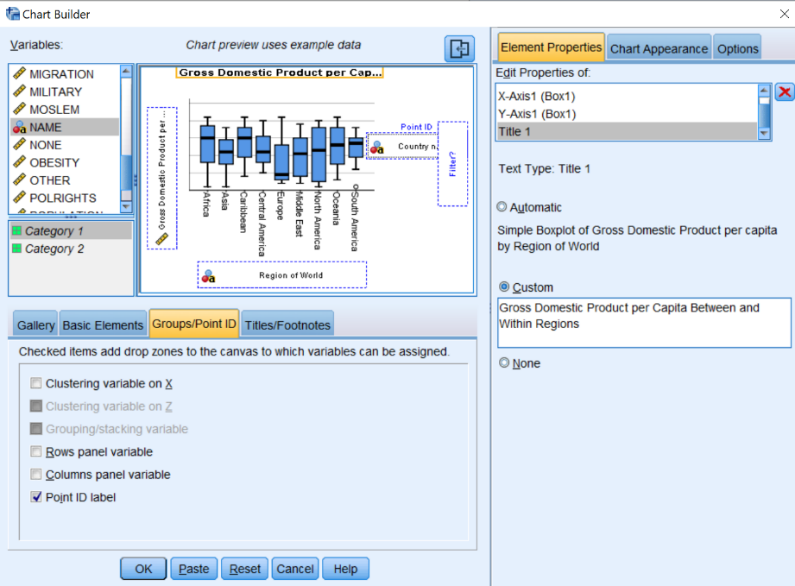 Chart Builder
Variables:
Chart preview uses example data
MIGRATION
MILITARY
MOSLEM
NAME
NONE
OBESITY
OTHER
POLRIGHTS
POPULATION
Category 1
Category 2
Gross Domestic Product per Cap...
Gross Domestic Product per ...
Point ID
Country n.
Filter?
Africa
Asia
Caribbean
Central America
Europe
Middle East
North America
Oceania
South America
Region of World
Gallery
Basic Elements
Groups/Point ID
Titles/Footnotes
Checked items add drop zones to the canvas to which variables can be assigned.
Clustering variable on X
Clustering variable on Z
Grouping/stacking variable
Rows panel variable
Columns panel variable
Point ID label
OK
Paste
Reset
Cancel
Help
Element Properties
Chart Appearance
Options
Edit Properties of:
X-Axis1 (Box1)
Y-Axis1 (Box1)
Title 1
Text Type: Title 1
Automatic
Simple Boxplot of Gross Domestic Product per capita
by Region of World
Custom
Gross Domestic Product per Capita Between and
Within Regions
None